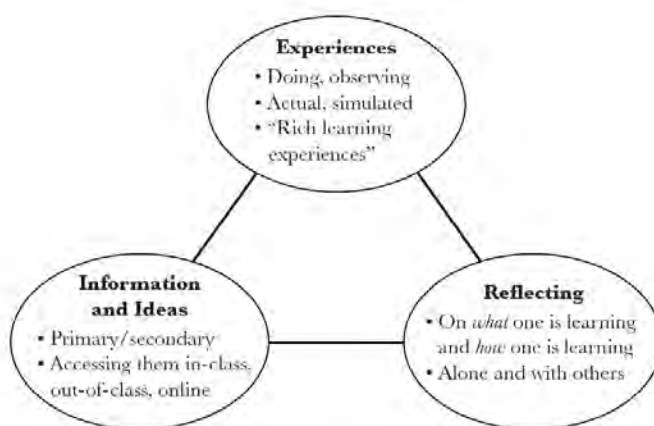 Experiences
• Doing, observing
• Actual, simulated
• “Rich learning
experiences”
Information
and Ideas
• Primary/secondary
• Accessing them in-class,
out-of-class, online
Reflecting
• On what one is learning
and how one is learning
• Alone and with others